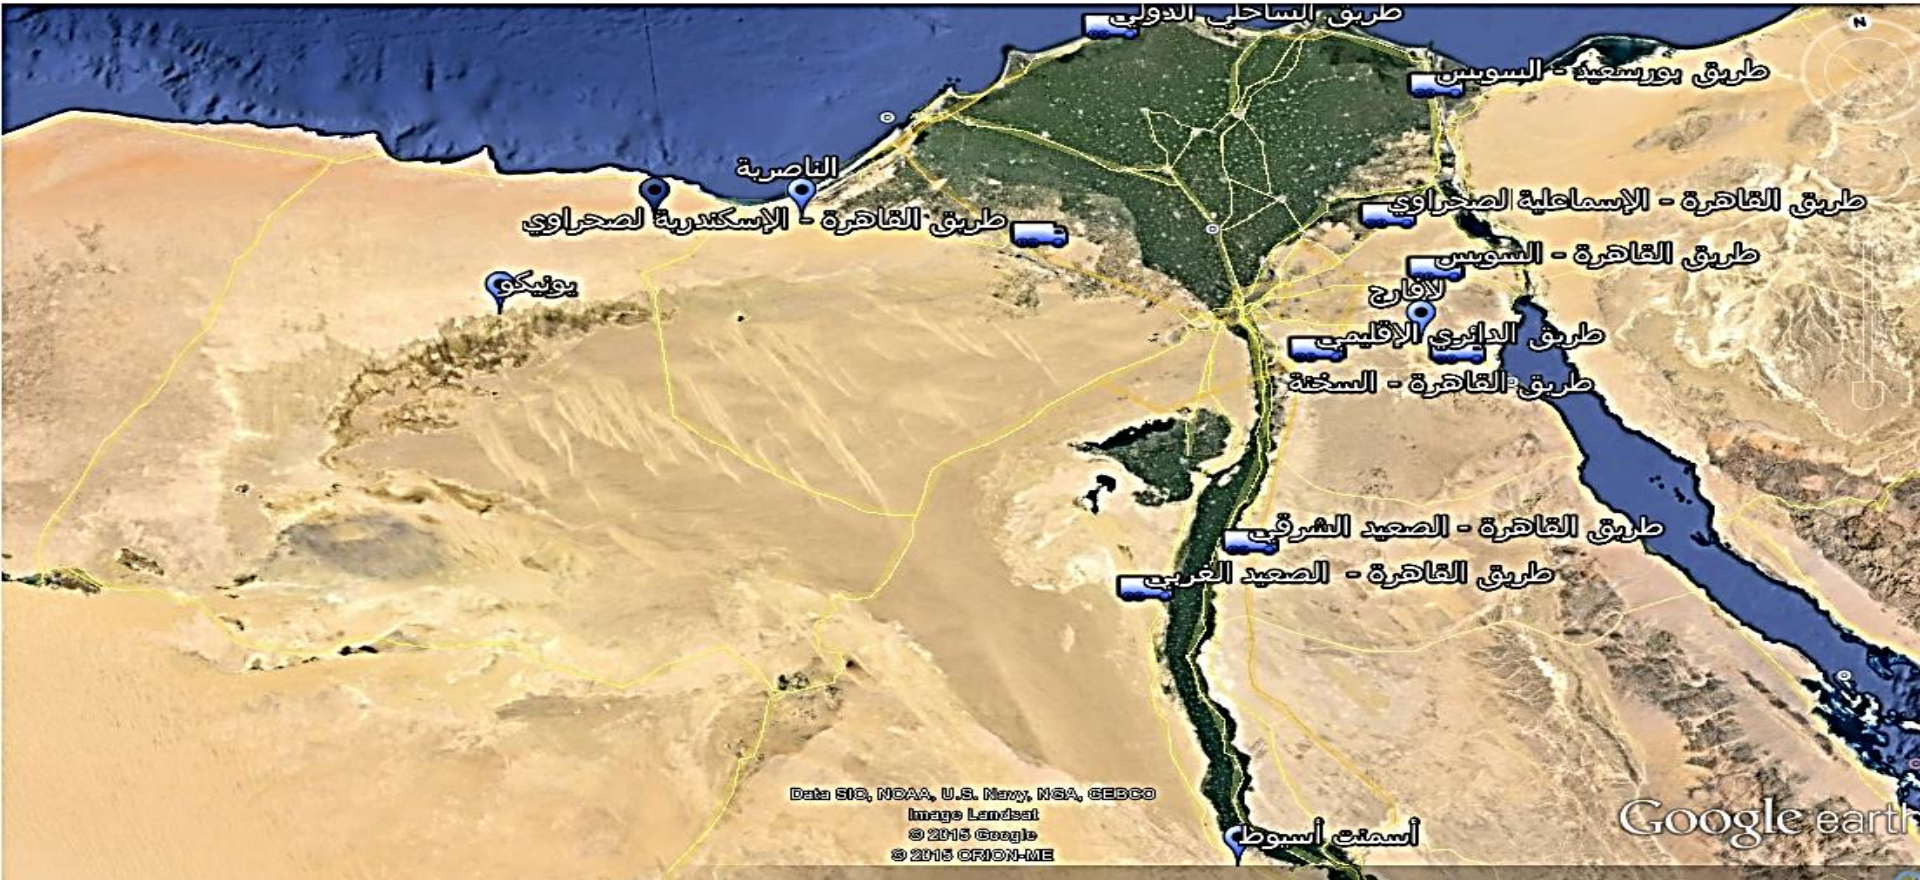 طريق الساحلي الدولي
N
طريق بورسعيد - السويس
الناصرية
طريق القاهرة - الإسماعلية لصحراوي
طريق القاهرة - الإسكندرية لصحراوي
طريق القاهرة - السويس
يونيكو
لافارج
طريق الدائري الإقليمي
طريق القاهرة - السخنة
طريق القاهرة - الصعيد الشرقي
طريق القاهرة - الصعيد الغربي
Data SIO, NOAA, U.S. Navy, NGA, GEBCO
Image Landsat
© 2015 Google
© 2015 ORION-ME
Google earth
أسمنت أسيوط